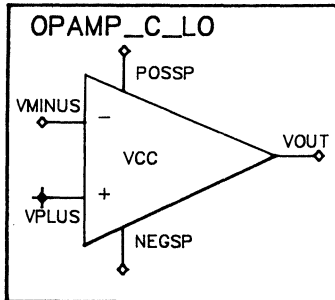 OPAMP_C_LO
POSSP
VMINUS
−
VCC
VOUT
+
VPLUS
NEGSP